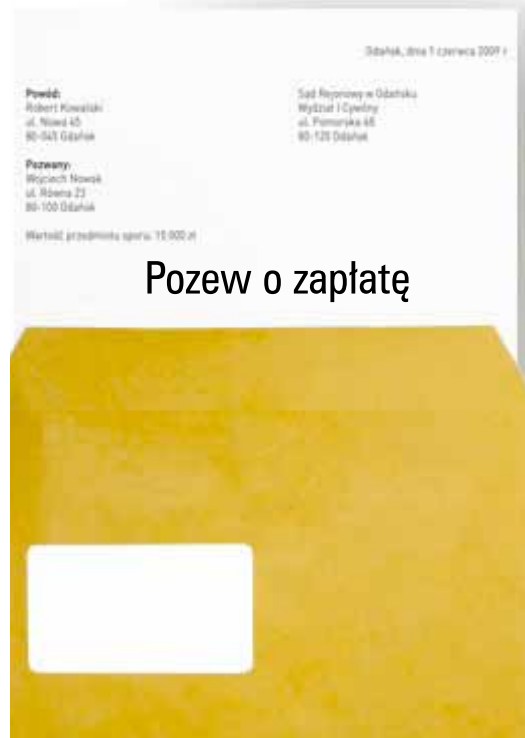 Gdańsk, dnia 1 czerwca 2009 r
Powód:
Robert Kowalski
ul. Nowa 45
80-045 Gdańsk
Sąd Rejonowy w Gdańsku
Wydział I Cywilny
ul. Pomorska 68
80-120 Gdańsk
Pozwany:
Wojciech Nowak
ul. Równa 23
80-100 Gdańsk
Wartość przedmiotu sporu: 15 000 zł
Pozew o zapłatę